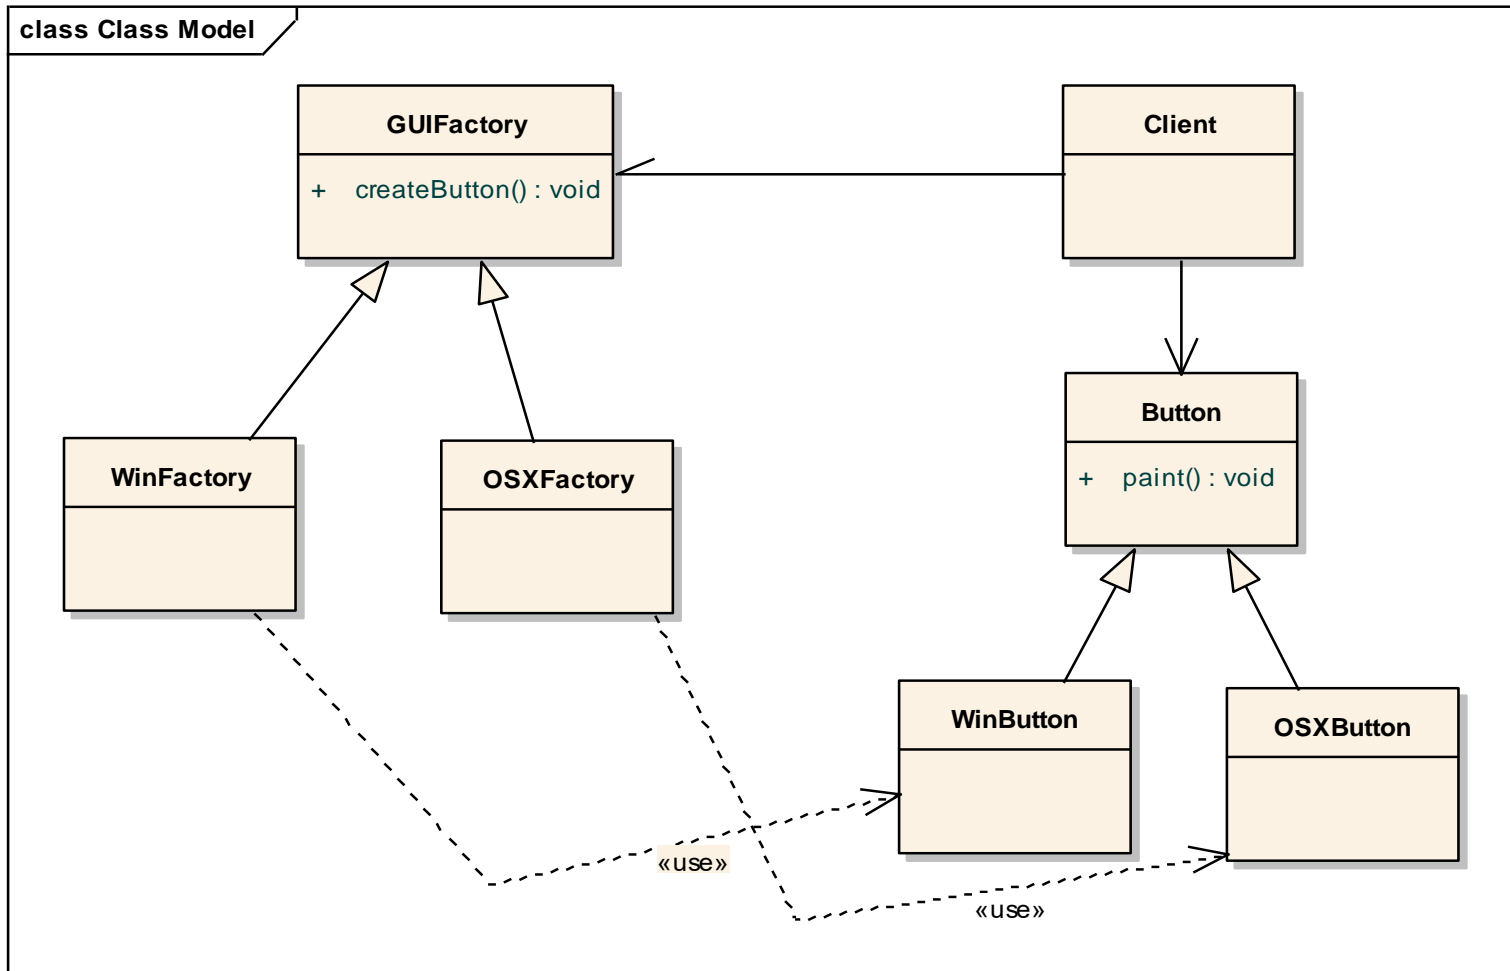 class Class Model
GUIFactory
+ createButton() : void
Client
Button
+ paint() : void
WinFactory
OSXFactory
WinButton
OSXButton
«use»
«use»